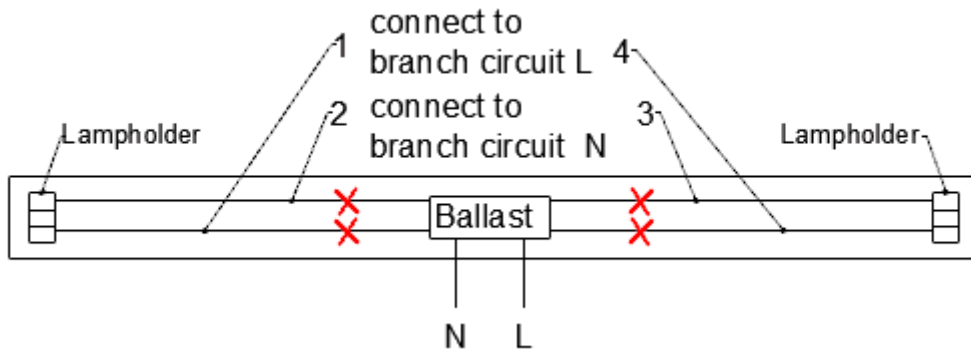 1 connect to
branch circuit L 4
2 connect to
branch circuit N 3
Lampholder
Lampholder
Ballast
N L